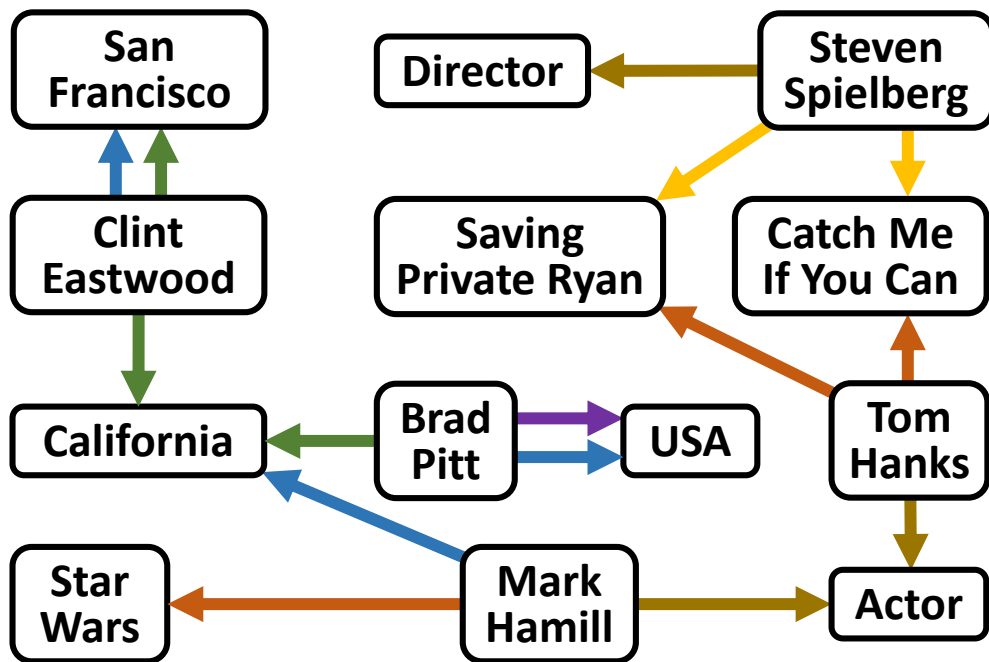 San
Francisco
Director
Steven
Spielberg
Clint
Eastwood
Saving
Private Ryan
Catch Me
If You Can
California
Brad
Pitt
USA
Tom
Hanks
Star
Wars
Mark
Hamill
Actor